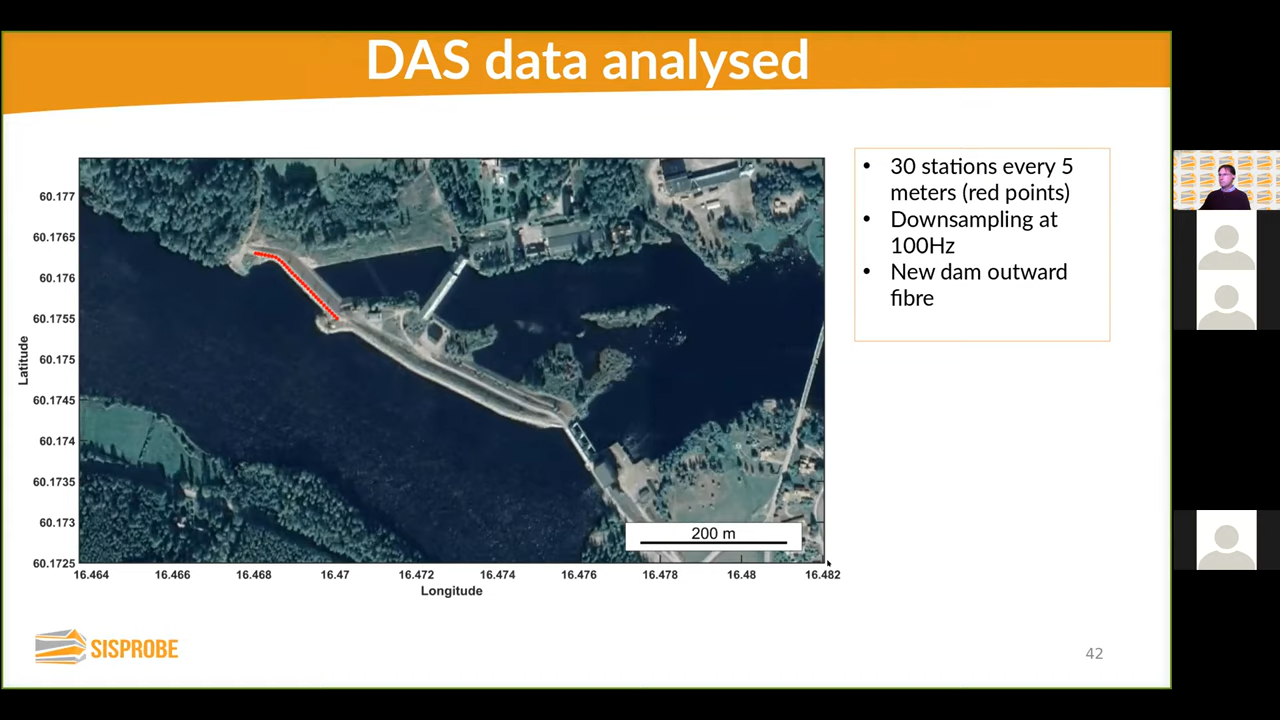 DAS data analysed
60.177
60.1765
60.176
60.1755
60.175
60.1745
60.174
60.1735
60.173
60.1725
Latitude
200 m
16.464 16.466 16.468 16.47 16.472 16.474 16.476 16.478 16.48 16.482
Longitude
• 30 stations every 5
meters (red points)
• Downsampling at
100Hz
• New dam outward
fibre
SISPROBE
42